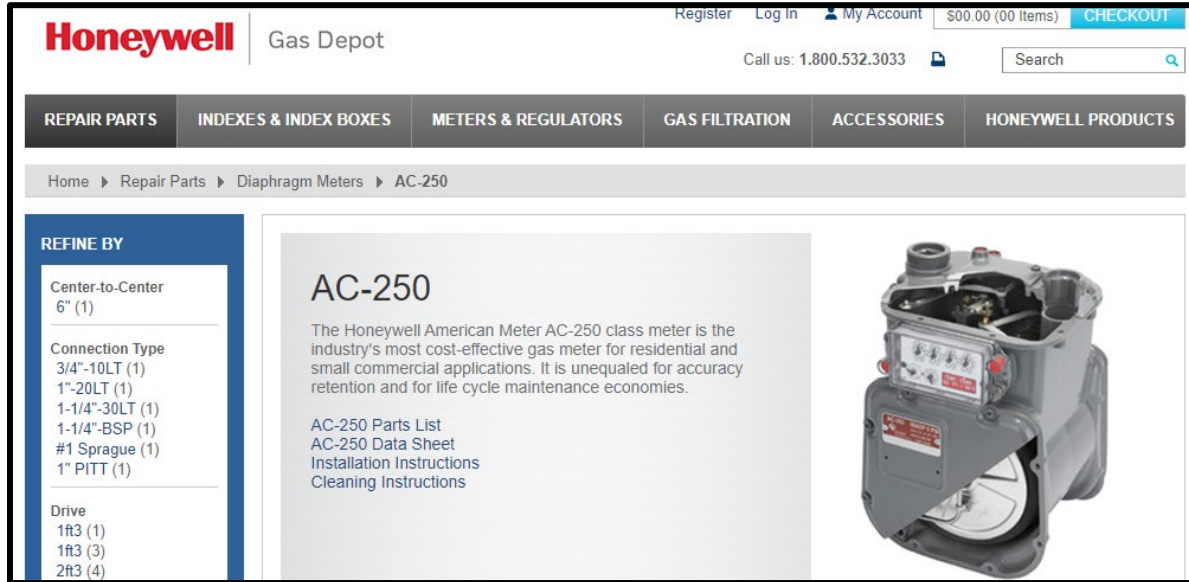 Register Log In My Account $00.00 (00 Items) CHECKOUT
Honeywell Gas Depot
Call us: 1.800.532.3033 Search
REPAIR PARTS INDEXES & INDEX BOXES METERS & REGULATORS GAS FILTRATION ACCESSORIES HONEYWELL PRODUCTS
Home Repair Parts Diaphragm Meters AC-250
REFINE BY
Center-to-Center
6" (1)
Connection Type
3/4"-10LT (1)
1"-20LT (1)
1-1/4"-30LT (1)
1-1/4"-BSP (1)
#1 Sprague (1)
1" PITT (1)
Drive
1ft3 (1)
1ft3 (3)
2ft3 (4)
AC-250
The Honeywell American Meter AC-250 class meter is the
industry's most cost-effective gas meter for residential and
small commercial applications. It is unequaled for accuracy
retention and for life cycle maintenance economies.
AC-250 Parts List
AC-250 Data Sheet
Installation Instructions
Cleaning Instructions